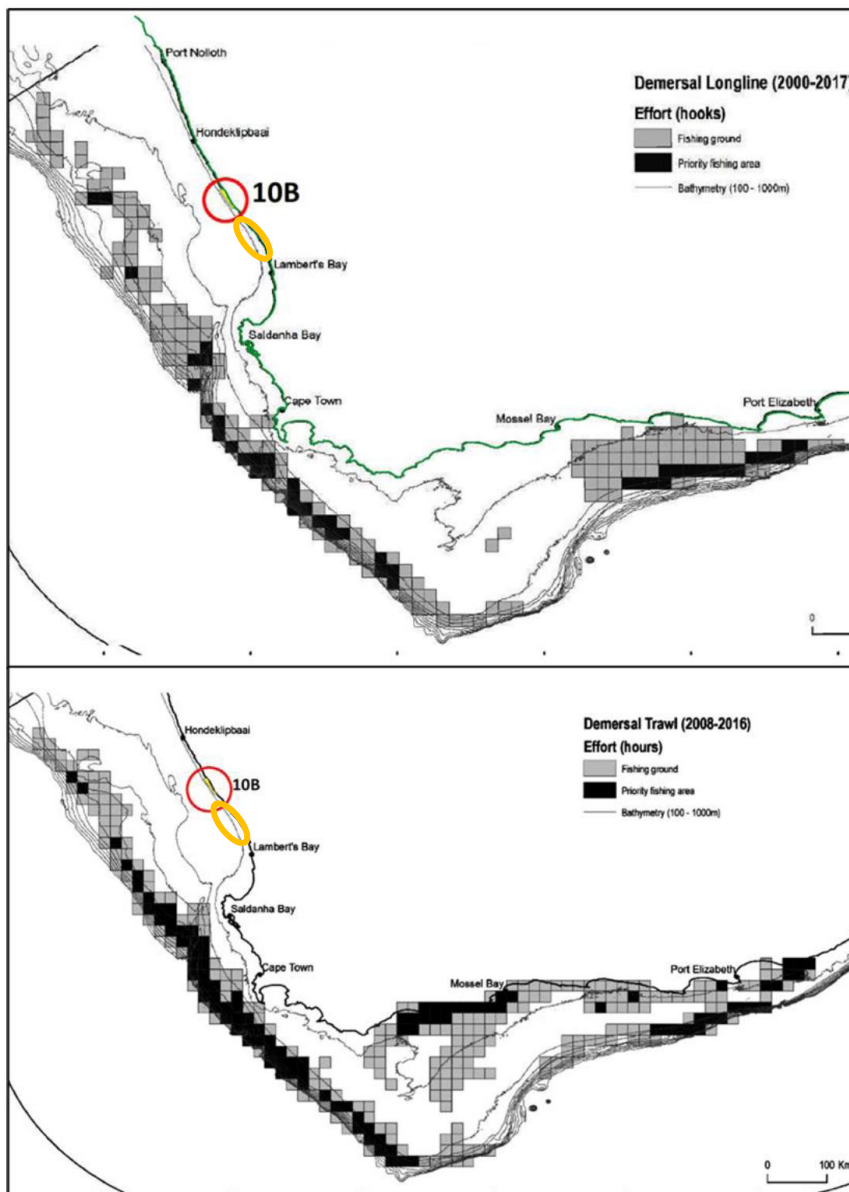 Port Nolloth
Demersal Longline (2000-2017)
Effort (hooks)
Hondeklipbaai
Fishing ground
Priority fishing area
10B
Bathymetry (100 - 1000m)
Lambert's Bay
Saldanha Bay
Cape Town
Port Elizabeth
Mossel Bay
0
Demersal Trawl (2008-2016)
Hondeklipbaai
Effort (hours)
Fishing ground
10B
Priority fishing area
Bathymetry (100 - 1000m)
Lambert's Bay
Saldanha Bay
Cape Town
Port Elizabeth
Mossel Bay
0 100 Km